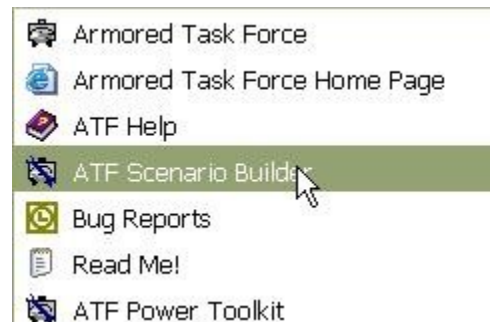 Armored Task Force
Armored Task Force Home Page
ATF Help
ATF Scenario Builder
Bug Reports
Read Me!
ATF Power Toolkit